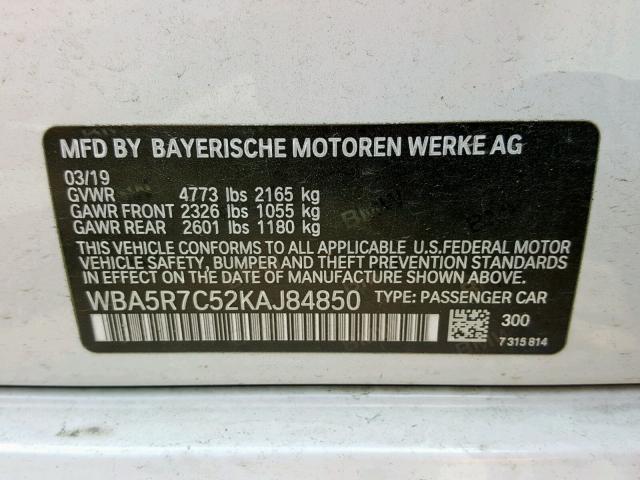 MFD BY BAYERISCHE MOTOREN WERKE AG
03/19
GVWR 4773 lbs 2165 kg
GAWR FRONT 2326 lbs 1055 kg
GAWR REAR 2601 lbs 1180 kg
THIS VEHICLE CONFORMS TO ALL APPLICABLE U.S.FEDERAL MOTOR
VEHICLE SAFETY, BUMPER AND THEFT PREVENTION STANDARDS
IN EFFECT ON THE DATE OF MANUFACTURE SHOWN ABOVE.
WBA5R7C52KAJ84850 TYPE: PASSENGER CAR
300
7 315 814